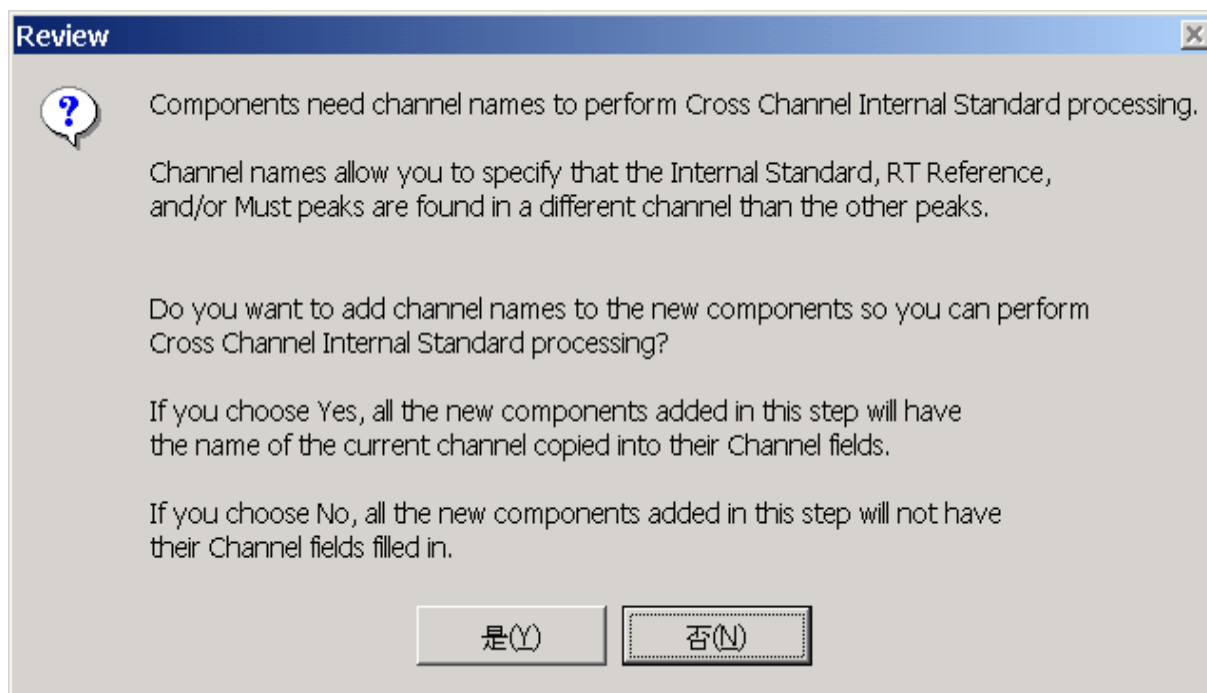 Review
Components need channel names to perform Cross Channel Internal Standard processing.
Channel names allow you to specify that the Internal Standard, RT Reference,
and/or Must peaks are found in a different channel than the other peaks.
Do you want to add channel names to the new components so you can perform
Cross Channel Internal Standard processing?
If you choose Yes, all the new components added in this step will have
the name of the current channel copied into their Channel fields.
If you choose No, all the new components added in this step will not have
their Channel fields filled in.
是(Y) 否(N)